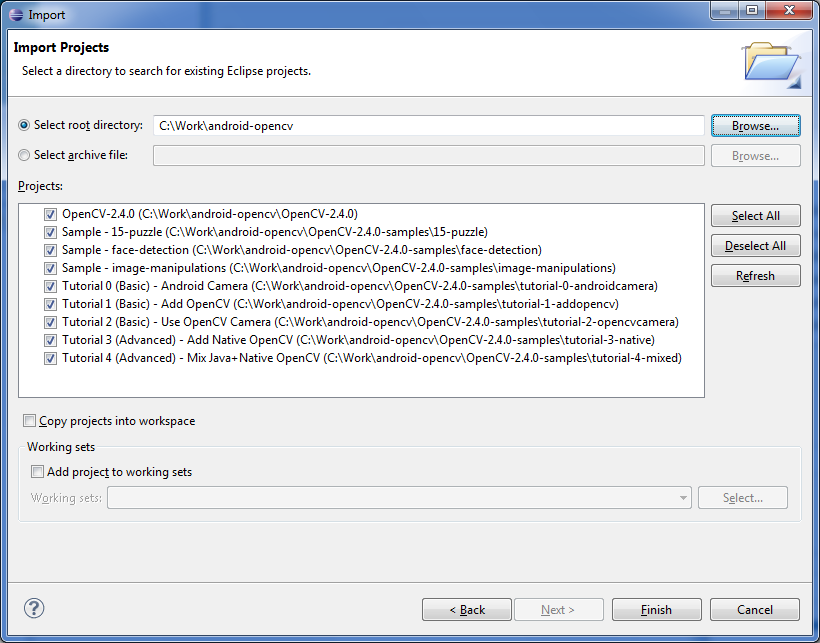 Import
Import Projects
Select a directory to search for existing Eclipse projects.
Select root directory: C:\Work\android-opencv Browse...
Select archive file: Browse...
Projects:
OpenCV-2.4.0 (C:\Work\android-opencv\OpenCV-2.4.0)
Sample - 15-puzzle (C:\Work\android-opencv\OpenCV-2.4.0-samples\15-puzzle)
Sample - face-detection (C:\Work\android-opencv\OpenCV-2.4.0-samples\face-detection)
Sample - image-manipulations (C:\Work\android-opencv\OpenCV-2.4.0-samples\image-manipulations)
Tutorial 0 (Basic) - Android Camera (C:\Work\android-opencv\OpenCV-2.4.0-samples\tutorial-0-androidcamera)
Tutorial 1 (Basic) - Add OpenCV (C:\Work\android-opencv\OpenCV-2.4.0-samples\tutorial-1-addopencv)
Tutorial 2 (Basic) - Use OpenCV Camera (C:\Work\android-opencv\OpenCV-2.4.0-samples\tutorial-2-opencvcamera)
Tutorial 3 (Advanced) - Add Native OpenCV (C:\Work\android-opencv\OpenCV-2.4.0-samples\tutorial-3-native)
Tutorial 4 (Advanced) - Mix Java+Native OpenCV (C:\Work\android-opencv\OpenCV-2.4.0-samples\tutorial-4-mixed)
Select All
Deselect All
Refresh
Copy projects into workspace
Working sets
Add project to working sets
Working sets: Select...
? < Back Next > Finish Cancel